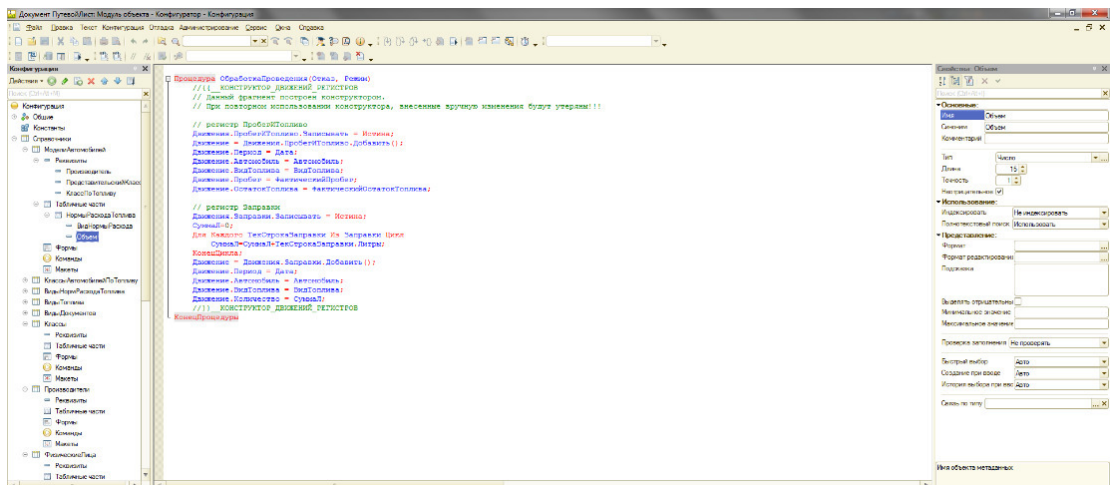 Документ ПутевойЛист: Модуль объекта - Конфигуратор - Конфигурация
Файл Правка Текст Конфигурация Отладка Администрирование Сервис Окна Справка
Конфигурация
Действия
Поиск (Ctrl+Alt+M)
Конфигурация
Общие
Константы
Справочники
МоделиАвтомобилей
Реквизиты
Производитель
ПредставительскийКласс
КлассПоТопливу
Табличные части
НормыРасходаТоплива
ВидНормыРасхода
Объем
Формы
Команды
Макеты
КлассыАвтомобилейПоТопливу
ВидыНормРасходаТоплива
ВидыТоплива
ВидыДокументов
Классы
Реквизиты
Табличные части
Формы
Команды
Макеты
Производители
Реквизиты
Табличные части
Формы
Команды
Макеты
ФизическиеЛица
Реквизиты
Табличные части
Процедура ОбработкаПроведения(Отказ, Режим)
//{{__КОНСТРУКТОР_ДВИЖЕНИЙ_РЕГИСТРОВ
// Данный фрагмент построен конструктором.
// При повторном использовании конструктора, внесенные вручную изменения будут утеряны!!!
// регистр ПробегИТопливо
Движения.ПробегИТопливо.Записывать = Истина;
Движение = Движения.ПробегИТопливо.Добавить();
Движение.Период = Дата;
Движение.Автомобиль = Автомобиль;
Движение.ВидТоплива = ВидТоплива;
Движение.Пробег = ФактическийПробег;
Движение.ОстатокТоплива = ФактическийОстатокТоплива;
// регистр Заправки
Движения.Заправки.Записывать = Истина;
СуммаЛ=0;
Для Каждого ТекСтрокаЗаправки Из Заправки Цикл
СуммаЛ=СуммаЛ+ТекСтрокаЗаправки.Литры;
КонецЦикла;
Движение = Движения.Заправки.Добавить();
Движение.Период = Дата;
Движение.Автомобиль = Автомобиль;
Движение.ВидТоплива = ВидТоплива;
Движение.Количество = СуммаЛ;
//}}__КОНСТРУКТОР_ДВИЖЕНИЙ_РЕГИСТРОВ
КонецПроцедуры
Свойства: Объем
Поиск (Ctrl+Alt+I)
Основные:
Имя Объем
Синоним Объем
Комментарий
Тип Число
Длина 15
Точность 1
Неотрицательное
Использование:
Индексировать Не индексировать
Полнотекстовый поиск Использовать
Представление:
Формат
Формат редактирования
Подсказка
Выделять отрицательные
Минимальное значение
Максимальное значение
Проверка заполнения Не проверять
Быстрый выбор Авто
Создание при вводе Авто
История выбора при вво Авто
Связь по типу
Имя объекта метаданных